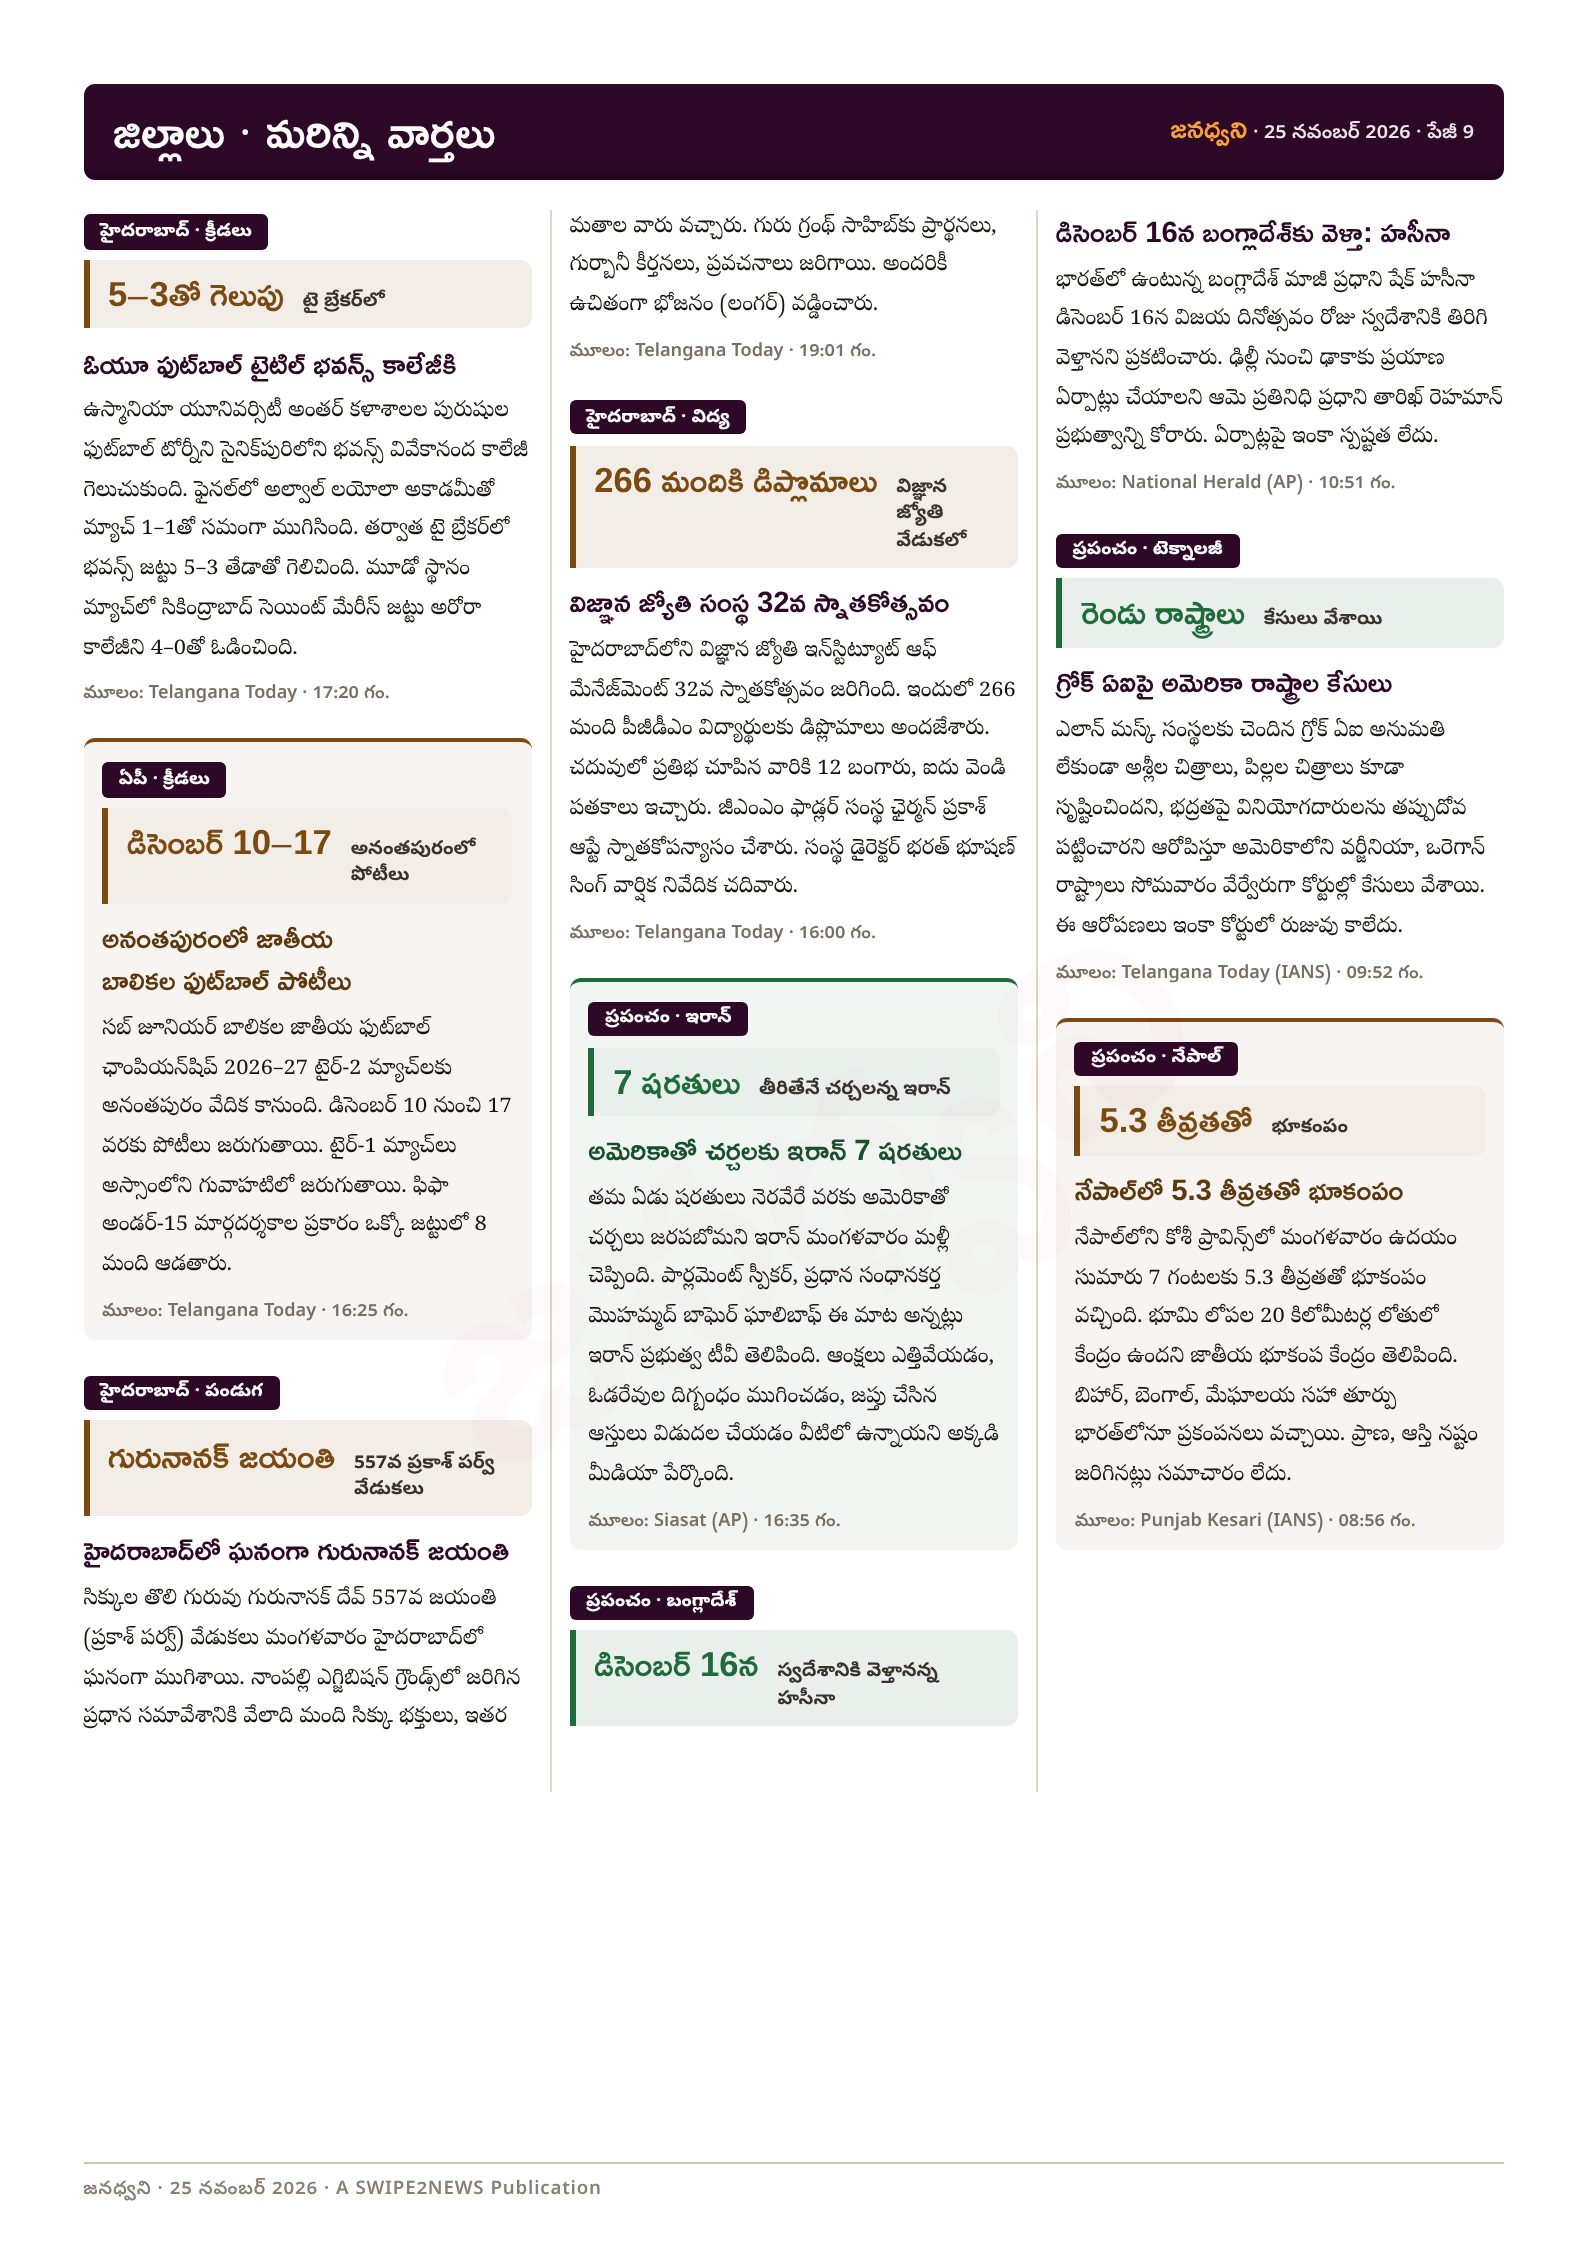 జిల్లాలు · మరిన్ని వార్తలు
జనధ్వని · 25 నవంబర్ 2026 · పేజీ 9
హైదరాబాద్ · క్రీడలు
5–3తో గెలుపు టై బ్రేకర్‌లో
ఓయూ ఫుట్‌బాల్ టైటిల్ భవన్స్ కాలేజీకి
ఉస్మానియా యూనివర్సిటీ అంతర్ కళాశాలల పురుషుల
ఫుట్‌బాల్ టోర్నీని సైనిక్‌పురిలోని భవన్స్ వివేకానంద కాలేజీ
గెలుచుకుంది. ఫైనల్‌లో అల్వాల్ లయోలా అకాడమీతో
మ్యాచ్ 1–1తో సమంగా ముగిసింది. తర్వాత టై బ్రేకర్‌లో
భవన్స్ జట్టు 5–3 తేడాతో గెలిచింది. మూడో స్థానం
మ్యాచ్‌లో సికింద్రాబాద్ సెయింట్ మేరీస్ జట్టు అరోరా
కాలేజీని 4–0తో ఓడించింది.
మూలం: Telangana Today · 17:20 గం.
ఏపీ · క్రీడలు
డిసెంబర్ 10–17 అనంతపురంలో
పోటీలు
అనంతపురంలో జాతీయ
బాలికల ఫుట్‌బాల్ పోటీలు
సబ్ జూనియర్ బాలికల జాతీయ ఫుట్‌బాల్
ఛాంపియన్‌షిప్ 2026–27 టైర్-2 మ్యాచ్‌లకు
అనంతపురం వేదిక కానుంది. డిసెంబర్ 10 నుంచి 17
వరకు పోటీలు జరుగుతాయి. టైర్-1 మ్యాచ్‌లు
అస్సాంలోని గువాహటిలో జరుగుతాయి. ఫిఫా
అండర్-15 మార్గదర్శకాల ప్రకారం ఒక్కో జట్టులో 8
మంది ఆడతారు.
మూలం: Telangana Today · 16:25 గం.
హైదరాబాద్ · పండుగ
గురునానక్ జయంతి 557వ ప్రకాశ్ పర్వ్
వేడుకలు
హైదరాబాద్‌లో ఘనంగా గురునానక్ జయంతి
సిక్కుల తొలి గురువు గురునానక్ దేవ్ 557వ జయంతి
(ప్రకాశ్ పర్వ్) వేడుకలు మంగళవారం హైదరాబాద్‌లో
ఘనంగా ముగిశాయి. నాంపల్లి ఎగ్జిబిషన్ గ్రౌండ్స్‌లో జరిగిన
ప్రధాన సమావేశానికి వేలాది మంది సిక్కు భక్తులు, ఇతర
మతాల వారు వచ్చారు. గురు గ్రంథ్ సాహిబ్‌కు ప్రార్థనలు,
గుర్బానీ కీర్తనలు, ప్రవచనాలు జరిగాయి. అందరికీ
ఉచితంగా భోజనం (లంగర్) వడ్డించారు.
మూలం: Telangana Today · 19:01 గం.
హైదరాబాద్ · విద్య
266 మందికి డిప్లొమాలు విజ్ఞాన
జ్యోతి
వేడుకలో
విజ్ఞాన జ్యోతి సంస్థ 32వ స్నాతకోత్సవం
హైదరాబాద్‌లోని విజ్ఞాన జ్యోతి ఇన్‌స్టిట్యూట్ ఆఫ్
మేనేజ్‌మెంట్ 32వ స్నాతకోత్సవం జరిగింది. ఇందులో 266
మంది పీజీడీఎం విద్యార్థులకు డిప్లొమాలు అందజేశారు.
చదువులో ప్రతిభ చూపిన వారికి 12 బంగారు, ఐదు వెండి
పతకాలు ఇచ్చారు. జీఎంఎం ఫాడ్లర్ సంస్థ ఛైర్మన్ ప్రకాశ్
ఆప్టే స్నాతకోపన్యాసం చేశారు. సంస్థ డైరెక్టర్ భరత్ భూషణ్
సింగ్ వార్షిక నివేదిక చదివారు.
మూలం: Telangana Today · 16:00 గం.
ప్రపంచం · ఇరాన్
7 షరతులు తీరితేనే చర్చలన్న ఇరాన్
అమెరికాతో చర్చలకు ఇరాన్ 7 షరతులు
తమ ఏడు షరతులు నెరవేరే వరకు అమెరికాతో
చర్చలు జరపబోమని ఇరాన్ మంగళవారం మళ్లీ
చెప్పింది. పార్లమెంట్ స్పీకర్, ప్రధాన సంధానకర్త
మొహమ్మద్ బాఘెర్ ఘాలిబాఫ్ ఈ మాట అన్నట్లు
ఇరాన్ ప్రభుత్వ టీవీ తెలిపింది. ఆంక్షలు ఎత్తివేయడం,
ఓడరేవుల దిగ్బంధం ముగించడం, జప్తు చేసిన
ఆస్తులు విడుదల చేయడం వీటిలో ఉన్నాయని అక్కడి
మీడియా పేర్కొంది.
మూలం: Siasat (AP) · 16:35 గం.
ప్రపంచం · బంగ్లాదేశ్
డిసెంబర్ 16న స్వదేశానికి వెళ్తానన్న
హసీనా
డిసెంబర్ 16న బంగ్లాదేశ్‌కు వెళ్తా: హసీనా
భారత్‌లో ఉంటున్న బంగ్లాదేశ్ మాజీ ప్రధాని షేక్ హసీనా
డిసెంబర్ 16న విజయ దినోత్సవం రోజు స్వదేశానికి తిరిగి
వెళ్తానని ప్రకటించారు. ఢిల్లీ నుంచి ఢాకాకు ప్రయాణ
ఏర్పాట్లు చేయాలని ఆమె ప్రతినిధి ప్రధాని తారిఖ్ రెహమాన్
ప్రభుత్వాన్ని కోరారు. ఏర్పాట్లపై ఇంకా స్పష్టత లేదు.
మూలం: National Herald (AP) · 10:51 గం.
ప్రపంచం · టెక్నాలజీ
రెండు రాష్ట్రాలు కేసులు వేశాయి
గ్రోక్ ఏఐపై అమెరికా రాష్ట్రాల కేసులు
ఎలాన్ మస్క్ సంస్థలకు చెందిన గ్రోక్ ఏఐ అనుమతి
లేకుండా అశ్లీల చిత్రాలు, పిల్లల చిత్రాలు కూడా
సృష్టించిందని, భద్రతపై వినియోగదారులను తప్పుదోవ
పట్టించారని ఆరోపిస్తూ అమెరికాలోని వర్జీనియా, ఒరెగాన్
రాష్ట్రాలు సోమవారం వేర్వేరుగా కోర్టుల్లో కేసులు వేశాయి.
ఈ ఆరోపణలు ఇంకా కోర్టులో రుజువు కాలేదు.
మూలం: Telangana Today (IANS) · 09:52 గం.
ప్రపంచం · నేపాల్
5.3 తీవ్రతతో భూకంపం
నేపాల్‌లో 5.3 తీవ్రతతో భూకంపం
నేపాల్‌లోని కోశీ ప్రావిన్స్‌లో మంగళవారం ఉదయం
సుమారు 7 గంటలకు 5.3 తీవ్రతతో భూకంపం
వచ్చింది. భూమి లోపల 20 కిలోమీటర్ల లోతులో
కేంద్రం ఉందని జాతీయ భూకంప కేంద్రం తెలిపింది.
బిహార్, బెంగాల్, మేఘాలయ సహా తూర్పు
భారత్‌లోనూ ప్రకంపనలు వచ్చాయి. ప్రాణ, ఆస్తి నష్టం
జరిగినట్లు సమాచారం లేదు.
మూలం: Punjab Kesari (IANS) · 08:56 గం.
జనధ్వని
జనధ్వని · 25 నవంబర్ 2026 · A SWIPE2NEWS Publication